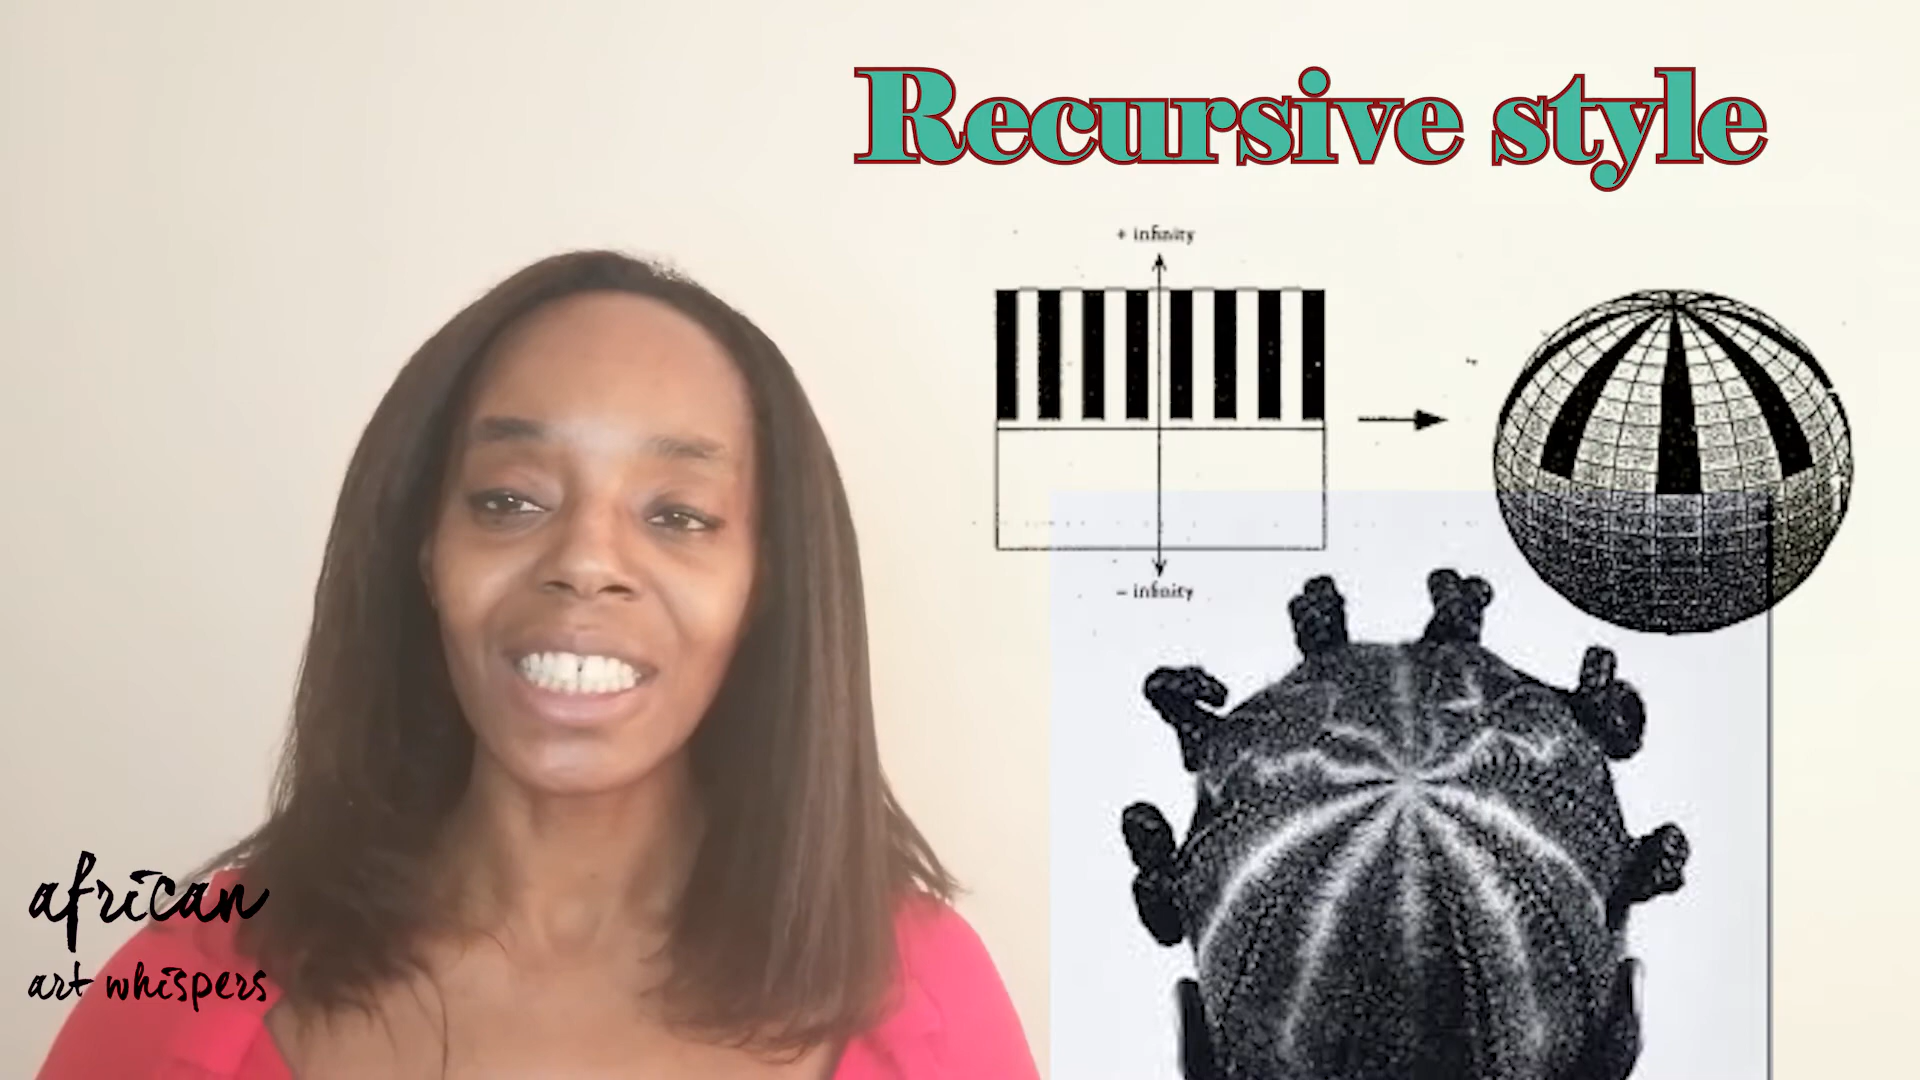 Recursive style
+ infinity
- infinity
african
art whispers